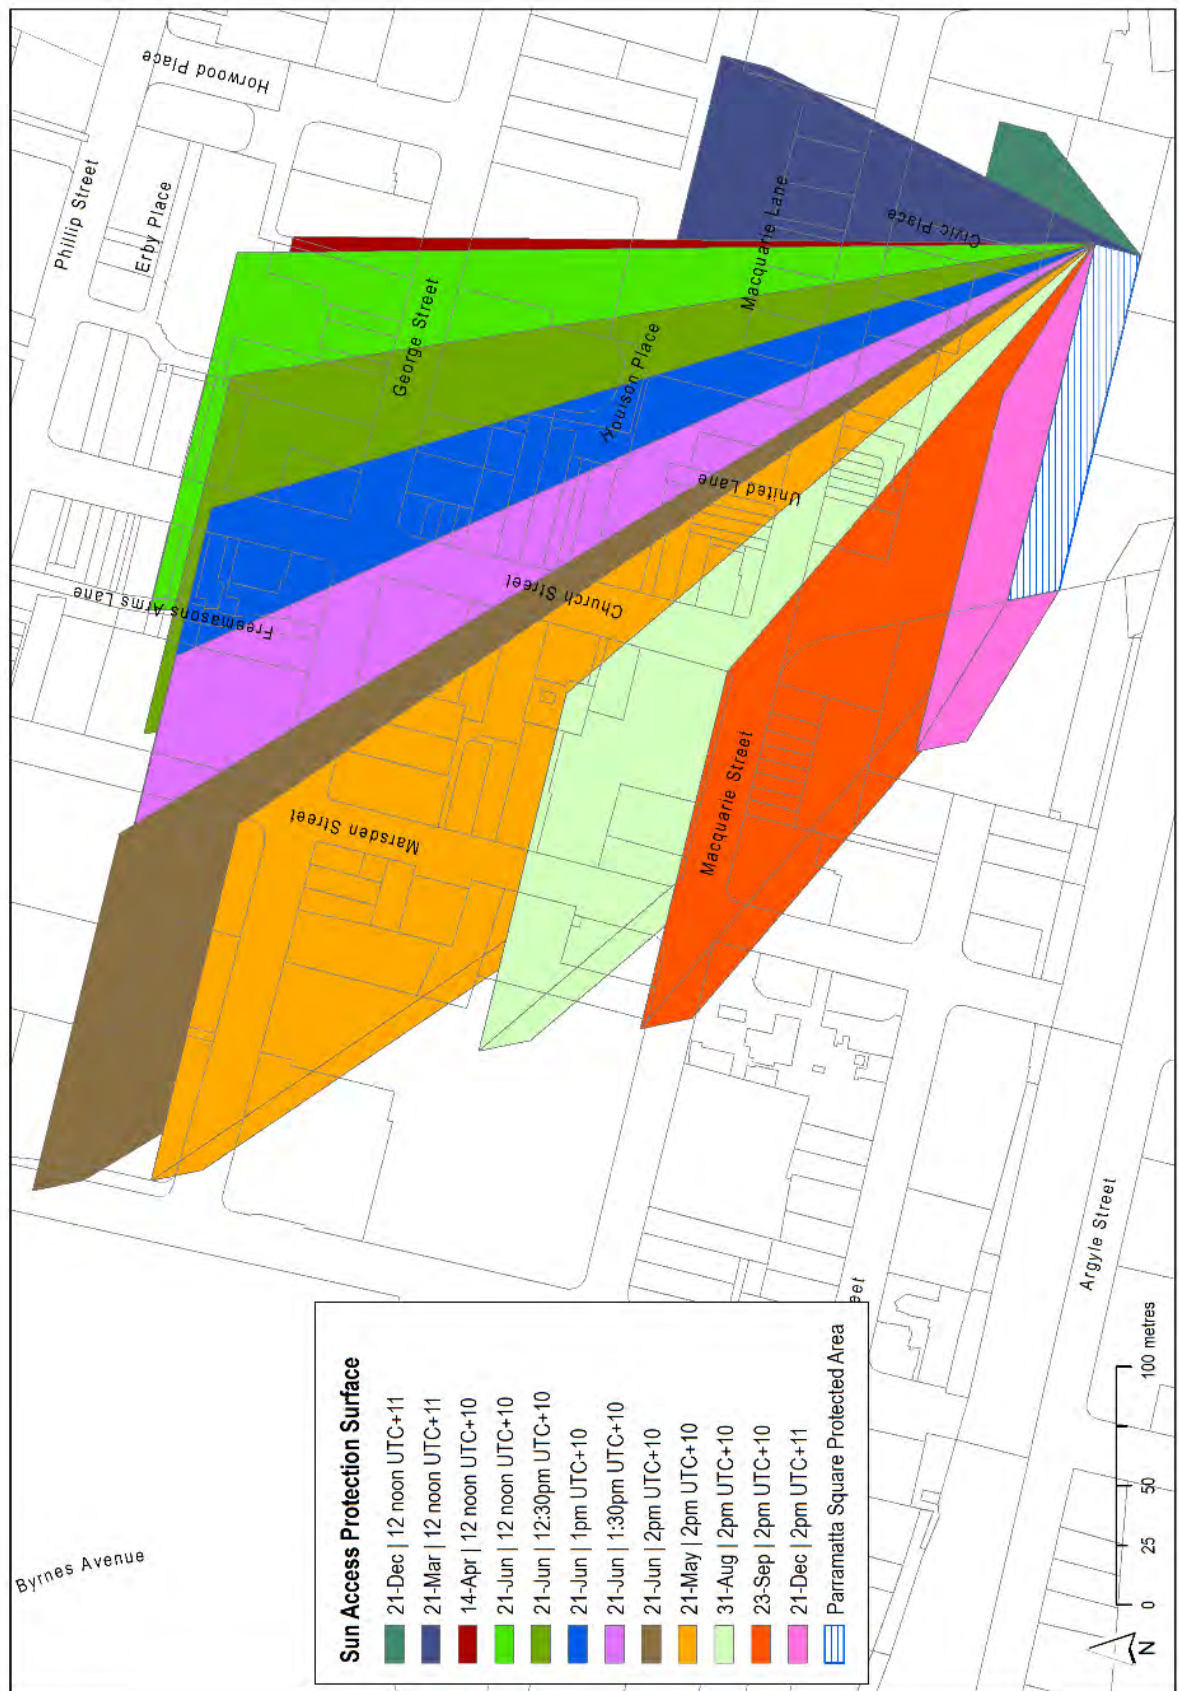 Horwood Place
Phillip Street
Erby Place
George Street
Macquarie Lane
Civic Place
Houison Place
United Lane
Church Street
Freemasons Arms Lane
Marsden Street
Macquarie Street
Argyle Street
eet
Byrnes Avenue
Sun Access Protection Surface
21-Dec | 12 noon UTC+11
21-Mar | 12 noon UTC+11
14-Apr | 12 noon UTC+10
21-Jun | 12 noon UTC+10
21-Jun | 12:30pm UTC+10
21-Jun | 1pm UTC+10
21-Jun | 1:30pm UTC+10
21-Jun | 2pm UTC+10
21-May | 2pm UTC+10
31-Aug | 2pm UTC+10
23-Sep | 2pm UTC+10
21-Dec | 2pm UTC+11
Parramatta Square Protected Area
N
0 25 50 100 metres